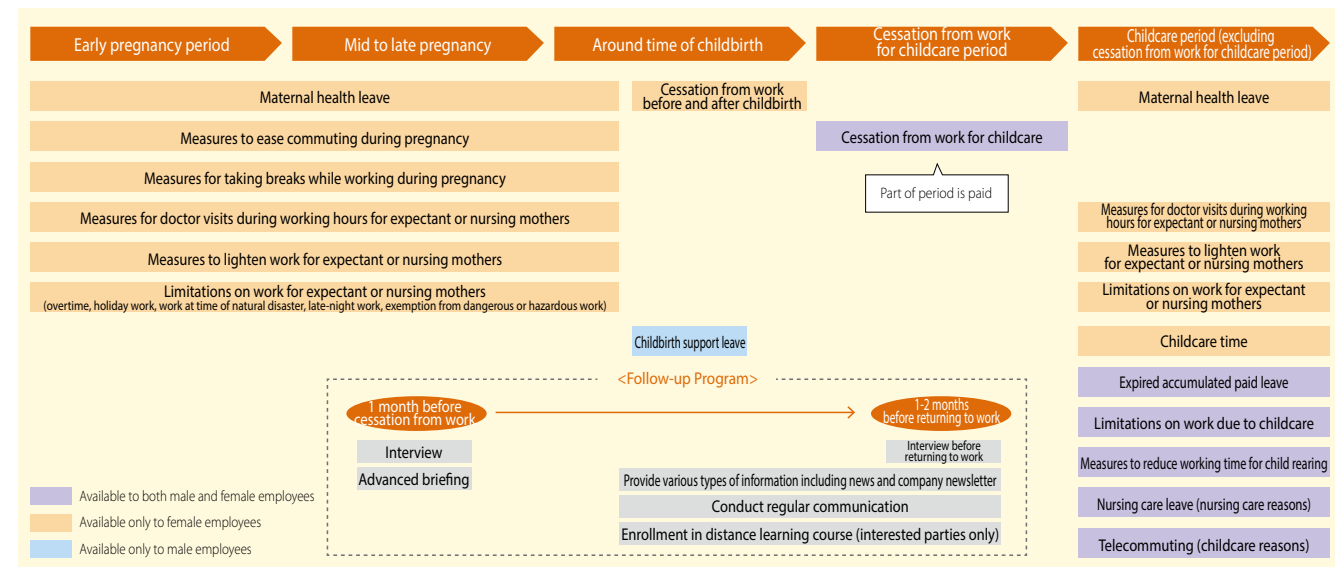 Early pregnancy period
Mid to late pregnancy
Around time of childbirth
Cessation from work
for childcare period
Childcare period (excluding
cessation from work for childcare period)
Maternal health leave
Cessation from work
before and after childbirth
Maternal health leave
Measures to ease commuting during pregnancy
Cessation from work for childcare
Measures for taking breaks while working during pregnancy
Part of period is paid
Measures for doctor visits during working hours for expectant or nursing mothers
Measures for doctor visits during working
hours for expectant or nursing mothers
Measures to lighten work for expectant or nursing mothers
Measures to lighten work
for expectant or nursing mothers
Limitations on work for expectant or nursing mothers
(overtime, holiday work, work at time of natural disaster, late-night work, exemption from dangerous or hazardous work)
Limitations on work for expectant
or nursing mothers
Childbirth support leave
Childcare time
<Follow-up Program>
Expired accumulated paid leave
1 month before
cessation from work
1-2 months
before returning to work
Limitations on work due to childcare
Interview
Interview before
returning to work
Measures to reduce working time for child rearing
Advanced briefing
Provide various types of information including news and company newsletter
Conduct regular communication
Nursing care leave (nursing care reasons)
Enrollment in distance learning course (interested parties only)
Telecommuting (childcare reasons)
Available to both male and female employees
Available only to female employees
Available only to male employees